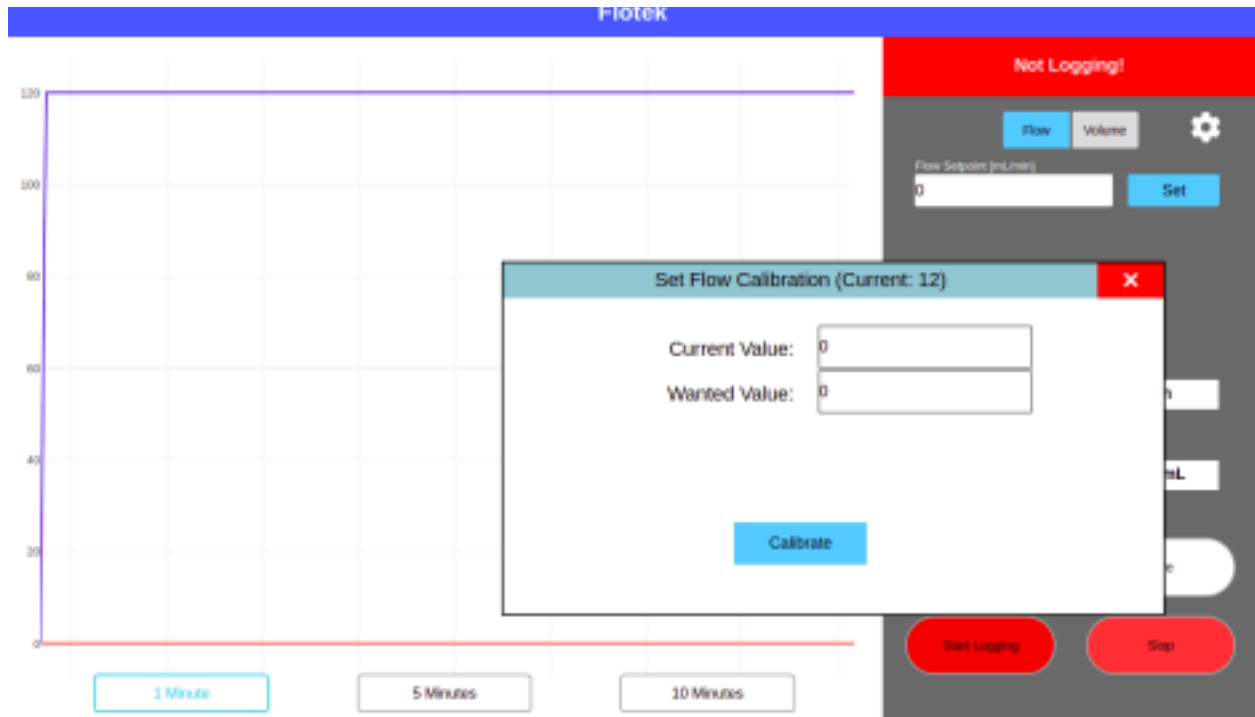 Flotek
Not Logging!
Flow
Volume
Flow Setpoint [mL/min]
0
Set
120
100
80
60
40
20
0
Set Flow Calibration (Current: 12)
×
Current Value:
0
Wanted Value:
0
Calibrate
h
mL
e
Start Logging
Stop
1 Minute
5 Minutes
10 Minutes